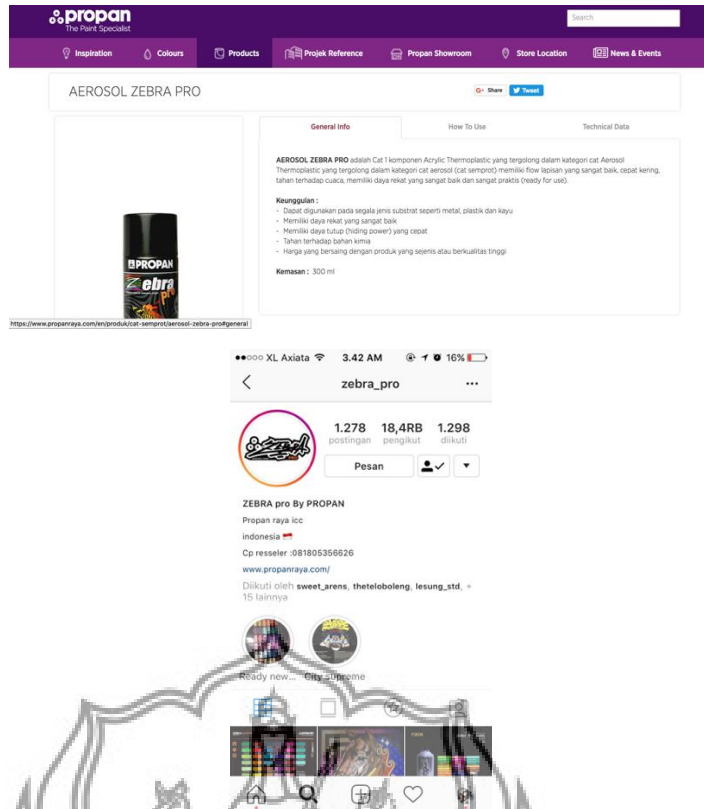 propan
The Paint Specialist
Search
Inspiration Colours Products Projek Reference Propan Showroom Store Location News & Events
AEROSOL ZEBRA PRO
G+ Share Tweet
General Info How To Use Technical Data
AEROSOL ZEBRA PRO adalah Cat 1 komponen Acrylic Thermoplastic yang tergolong dalam kategori cat Aerosol
Thermoplastic yang tergolong dalam kategori cat aerosol (cat semprot) memiliki flow lapisan yang sangat baik, cepat kering,
tahan terhadap cuaca, memiliki daya rekat yang sangat baik dan sangat praktis (ready for use).
Keunggulan :
- Dapat digunakan pada segala jenis substrat seperti metal, plastik dan kayu
- Memiliki daya rekat yang sangat baik
- Memiliki daya tutup (hiding power) yang cepat
- Tahan terhadap bahan kimia
- Harga yang bersaing dengan produk yang sejenis atau berkualitas tinggi
Kemasan : 300 ml
PROPAN
Zebra
pro
https://www.propanraya.com/en/produk/cat-semprot/aerosol-zebra-pro#general
XL Axiata 3.42 AM 16%
zebra_pro
1.278 18,4RB 1.298
postingan pengikut diikuti
ZEBRA
Pesan
ZEBRA pro By PROPAN
Propan raya icc
indonesia
Cp resseler :081805356626
www.propanraya.com/
Diikuti oleh sweet_arens, theteloboleng, lesung_std, +
15 lainnya
Ready new... City supreme